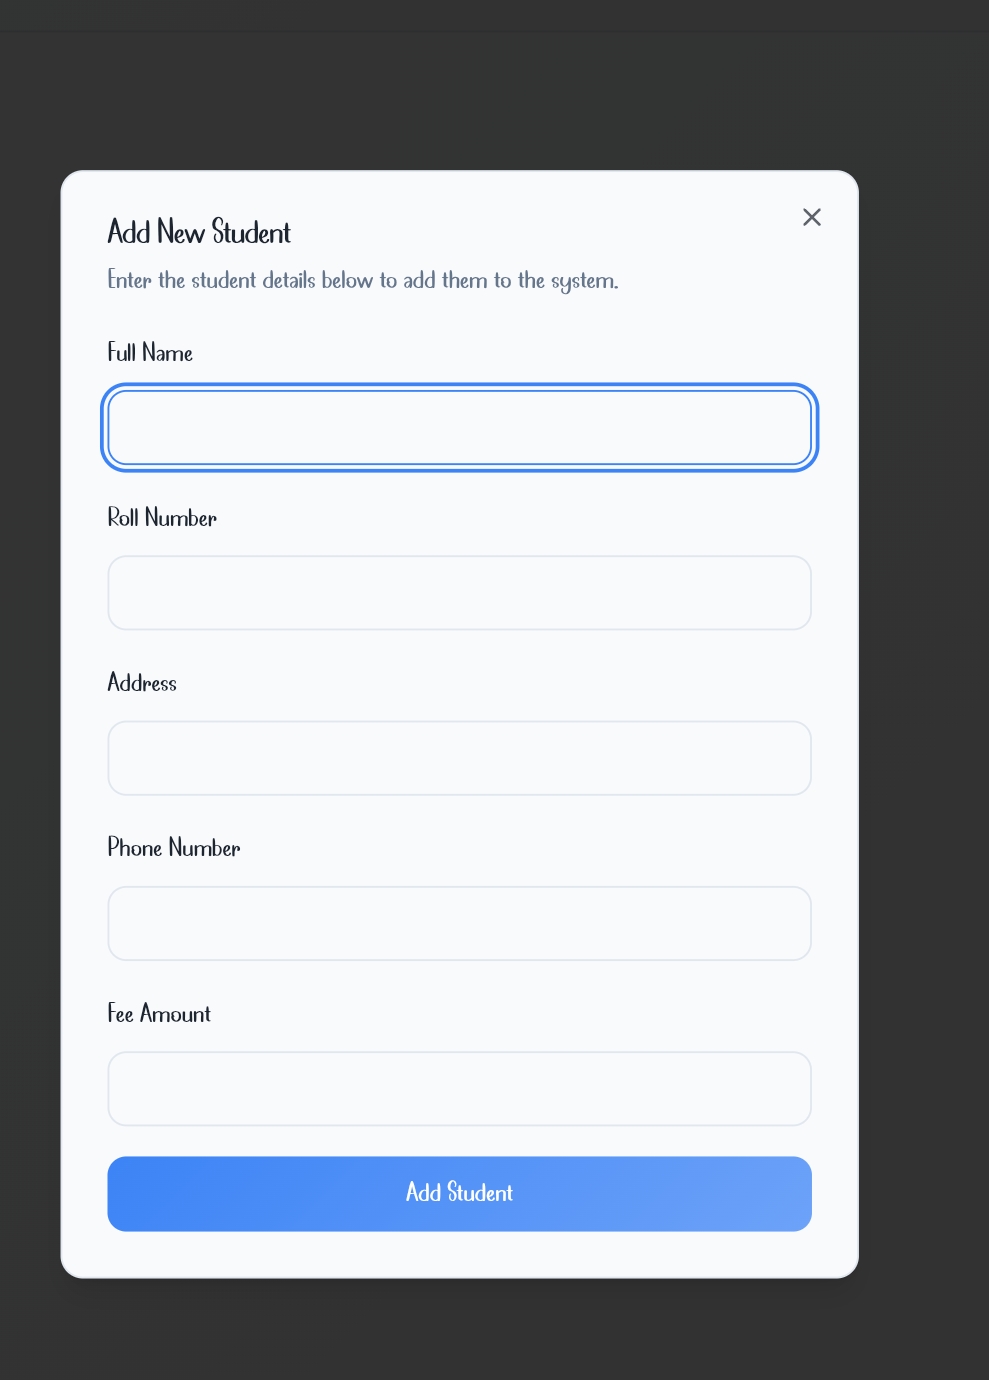 Add New Student
Enter the student details below to add them to the system.
Full Name
Roll Number
Address
Phone Number
Fee Amount
Add Student